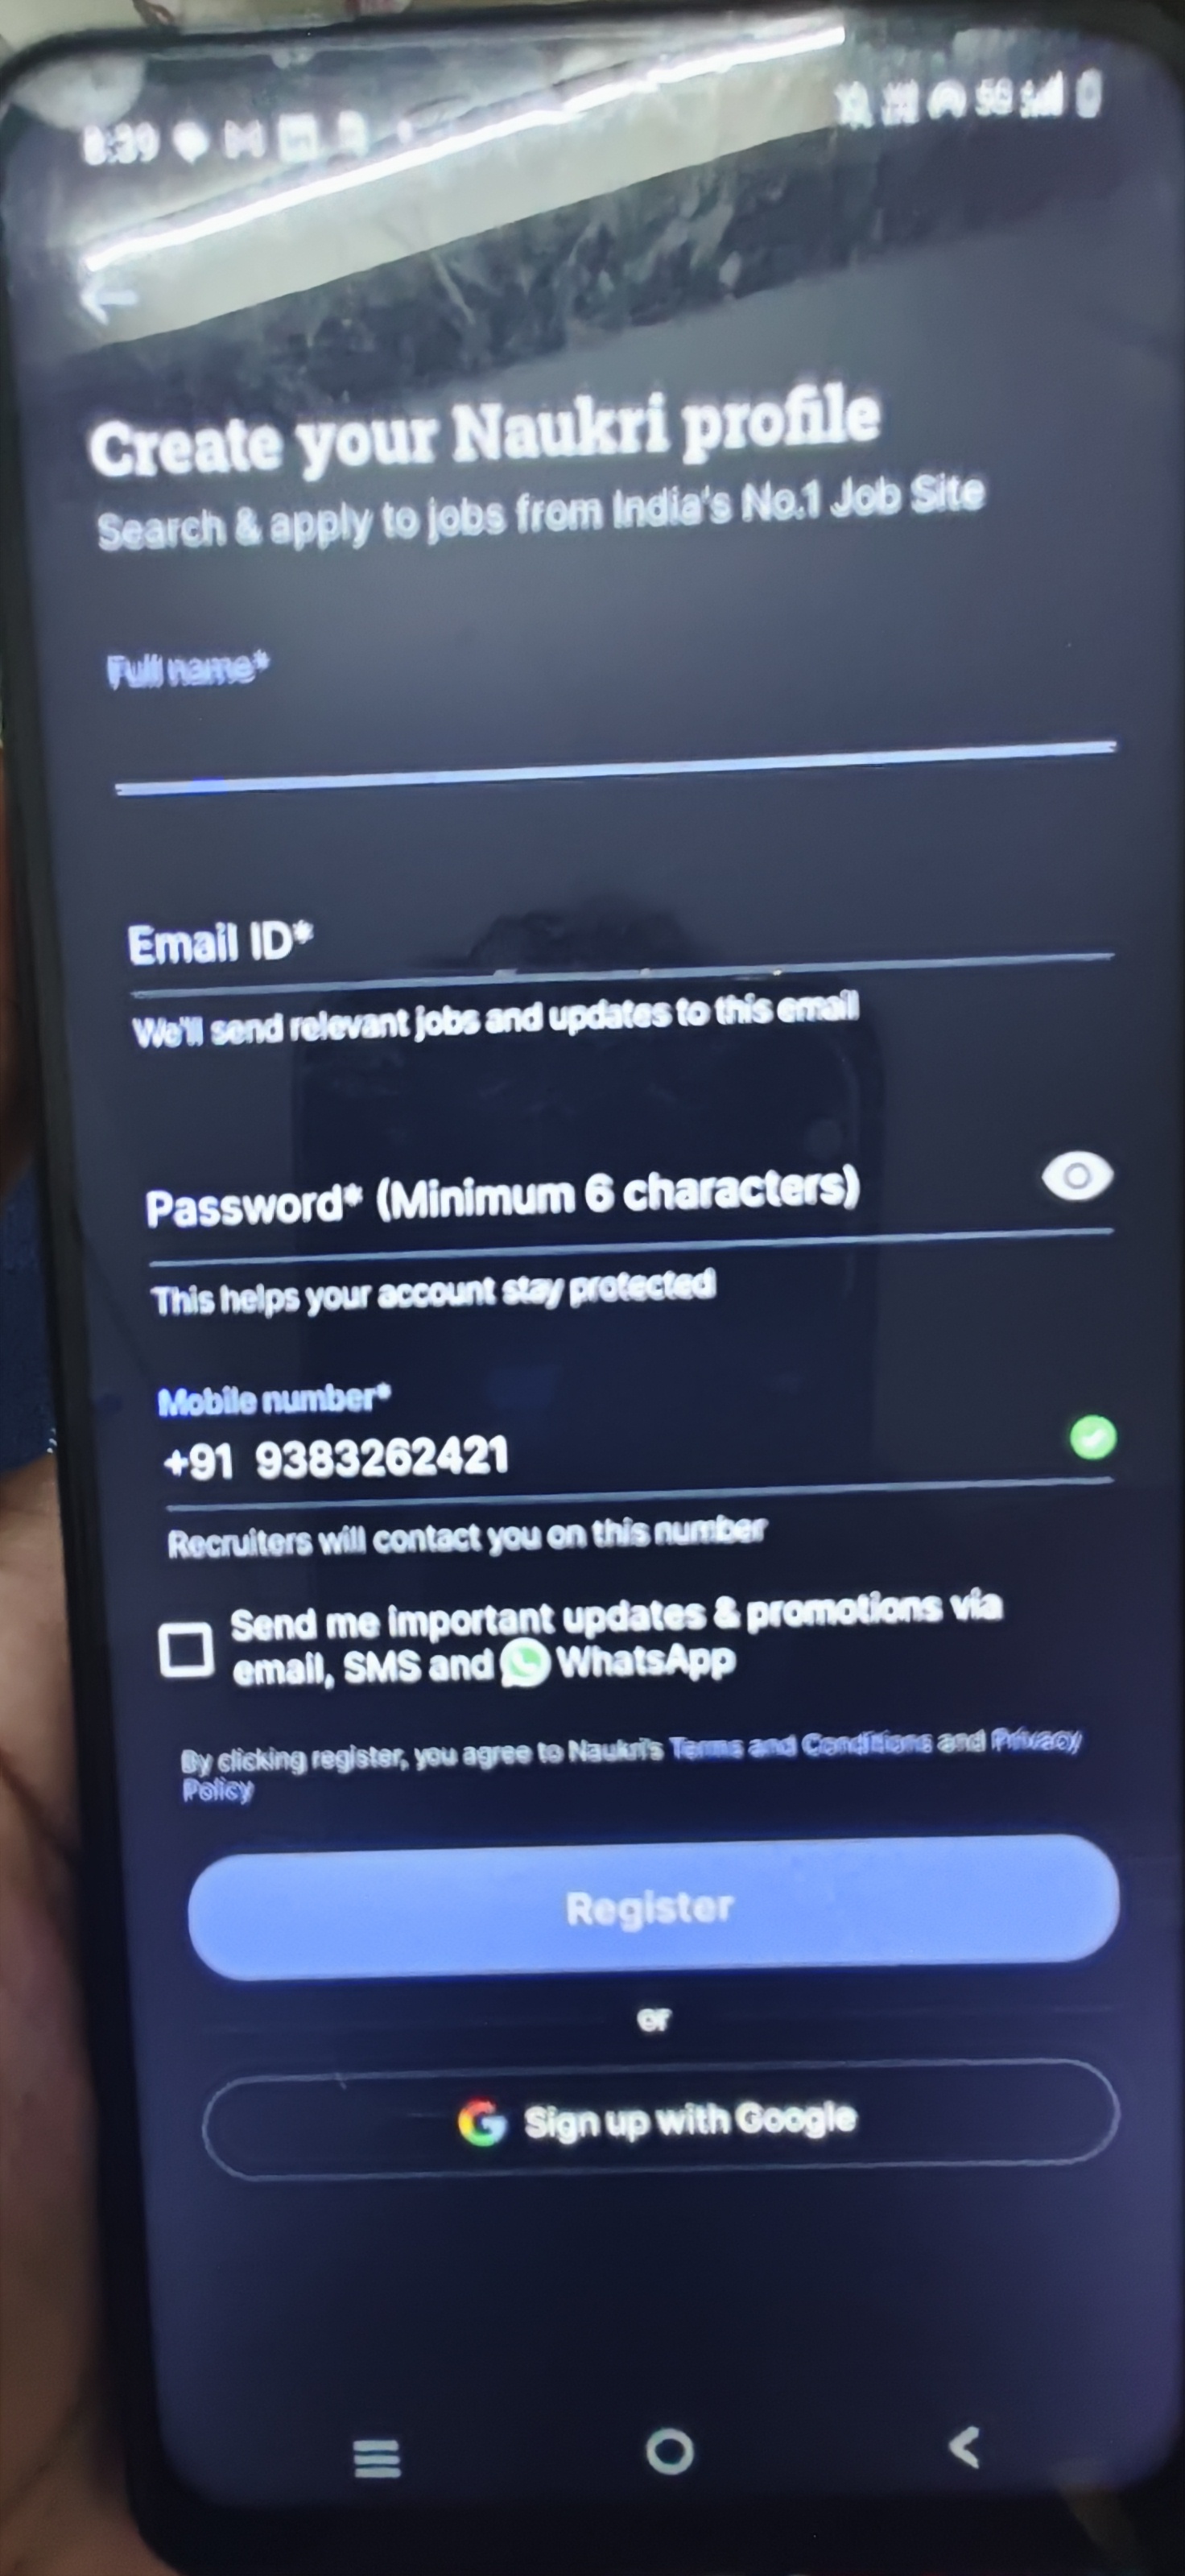 8:39
5G
Create your Naukri profile
Search & apply to jobs from India's No.1 Job Site
Full name*
Email ID*
We'll send relevant jobs and updates to this email
Password* (Minimum 6 characters)
This helps your account stay protected
Mobile number*
+91 9383262421
Recruiters will contact you on this number
Send me important updates & promotions via
email, SMS and WhatsApp
By clicking register, you agree to Naukri's Terms and Conditions and Privacy
Policy
Register
or
Sign up with Google